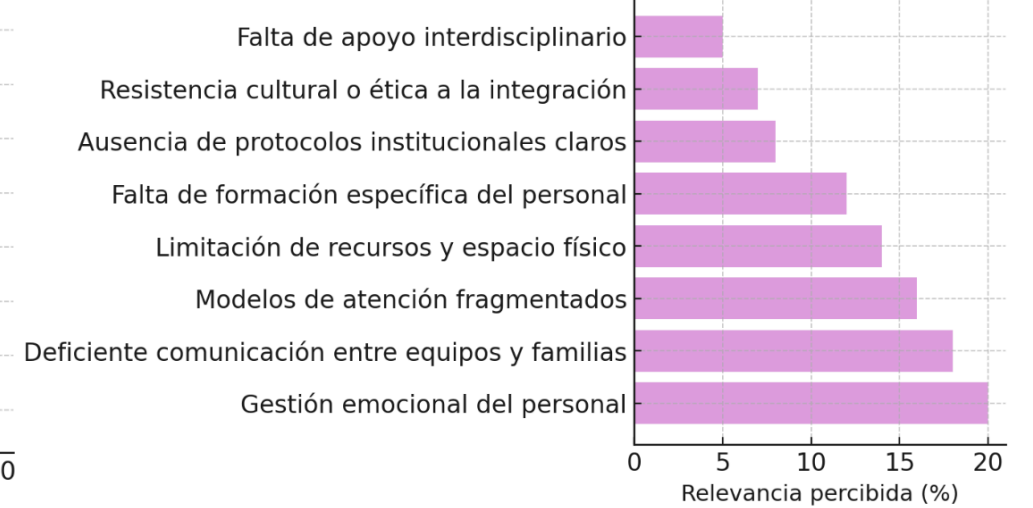 Falta de apoyo interdisciplinario
Resistencia cultural o ética a la integración
Ausencia de protocolos institucionales claros
Falta de formación específica del personal
Limitación de recursos y espacio físico
Modelos de atención fragmentados
Deficiente comunicación entre equipos y familias
Gestión emocional del personal
0 0 5 10 15 20
Relevancia percibida (%)